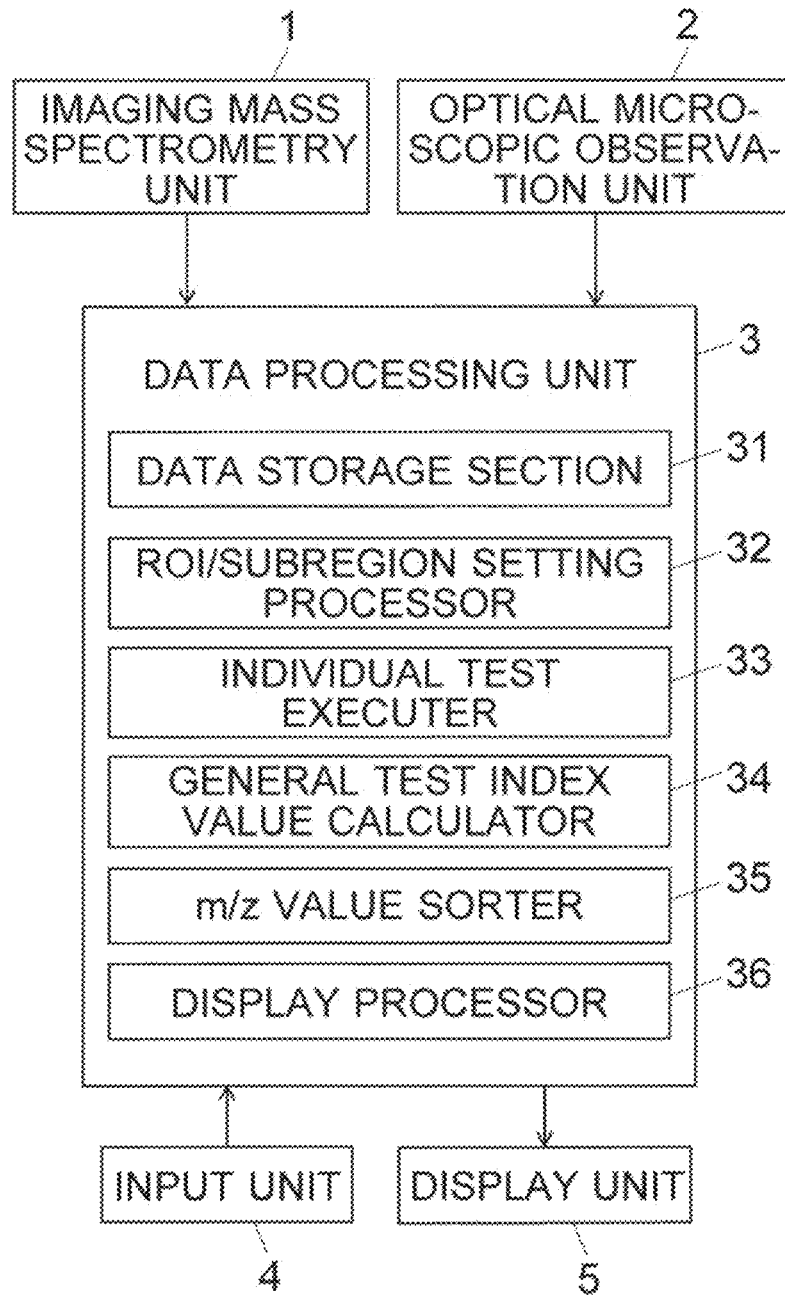 1
2
IMAGING MASS
SPECTROMETRY
UNIT
OPTICAL MICRO-
SCOPIC OBSERVA-
TION UNIT
3
DATA PROCESSING UNIT
31
DATA STORAGE SECTION
32
ROI/SUBREGION SETTING
PROCESSOR
33
INDIVIDUAL TEST
EXECUTER
34
GENERAL TEST INDEX
VALUE CALCULATOR
35
m/z VALUE SORTER
36
DISPLAY PROCESSOR
INPUT UNIT
DISPLAY UNIT
4
5